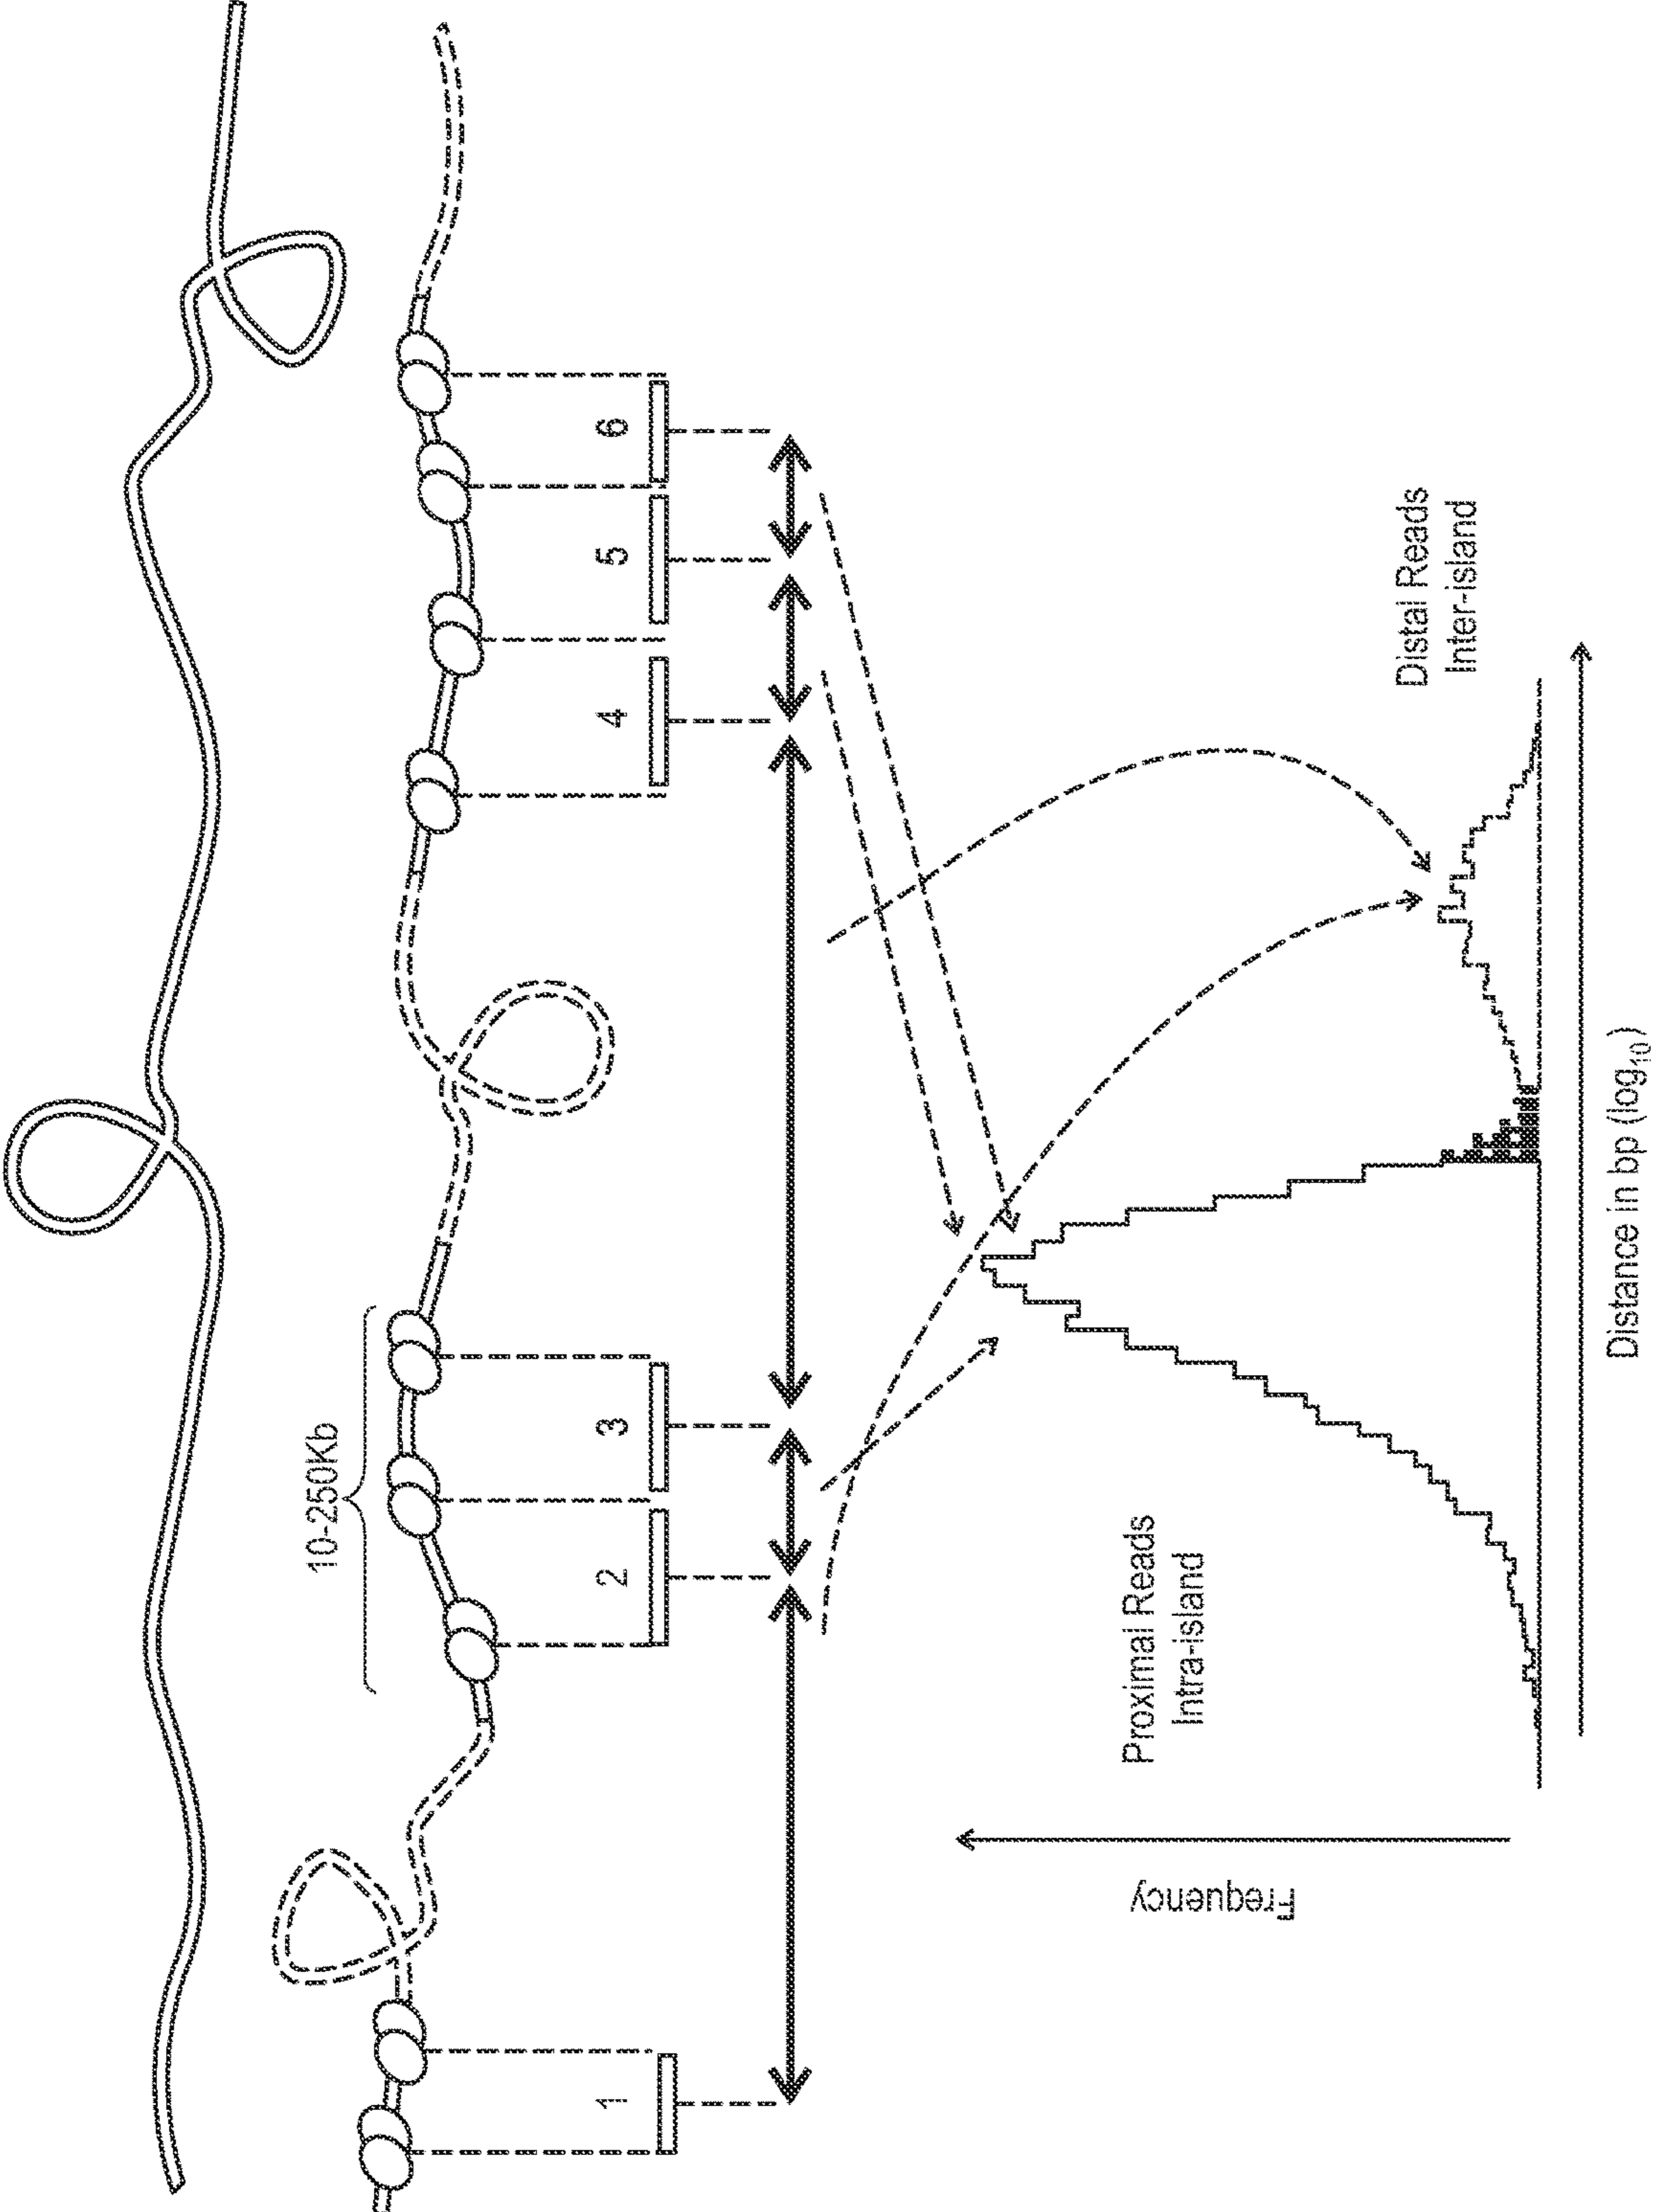 10-250Kb
1
2
3
4
5
6
Frequency
Proximal Reads
Intra-island
Distal Reads
Inter-island
Distance in bp (log₁₀)